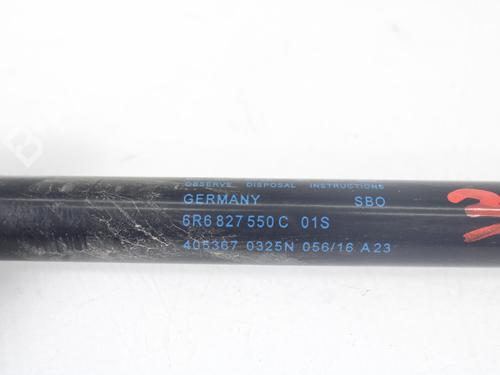 OBSERVE DISPOSAL INSTRUCTIONS
GERMANY SBO
6R6 827 550 C 01S
405367 0325N 056/16 A23